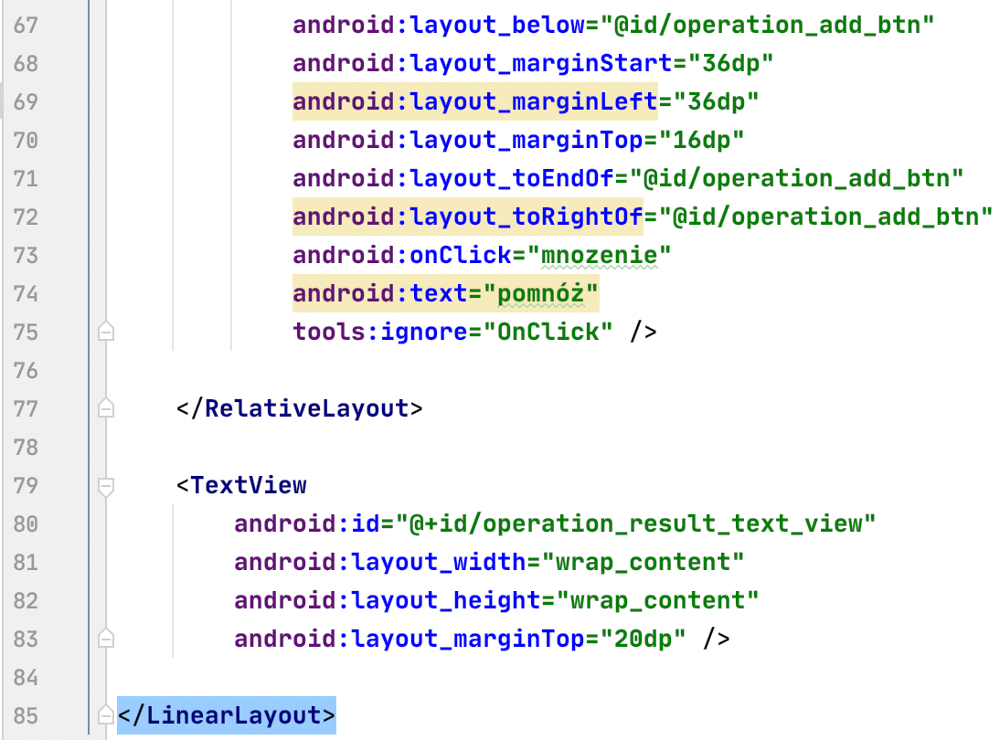 67 android:layout_below="@id/operation_add_btn"
68 android:layout_marginStart="36dp"
69 android:layout_marginLeft="36dp"
70 android:layout_marginTop="16dp"
71 android:layout_toEndOf="@id/operation_add_btn"
72 android:layout_toRightOf="@id/operation_add_btn"
73 android:onClick="mnozenie"
74 android:text="pomnóż"
75 tools:ignore="OnClick" />
76
77 </RelativeLayout>
78
79 <TextView
80 android:id="@+id/operation_result_text_view"
81 android:layout_width="wrap_content"
82 android:layout_height="wrap_content"
83 android:layout_marginTop="20dp" />
84
85 </LinearLayout>